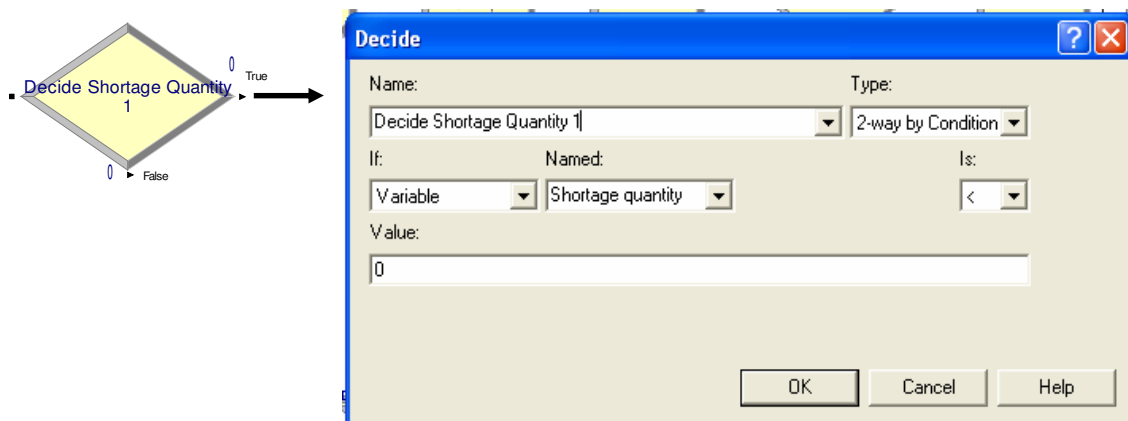 Decide Shortage Quantity
1
0
True
0
False
Decide
Name:
Type:
Decide Shortage Quantity 1
2-way by Condition
If:
Named:
Is:
Variable
Shortage quantity
<
Value:
0
OK
Cancel
Help